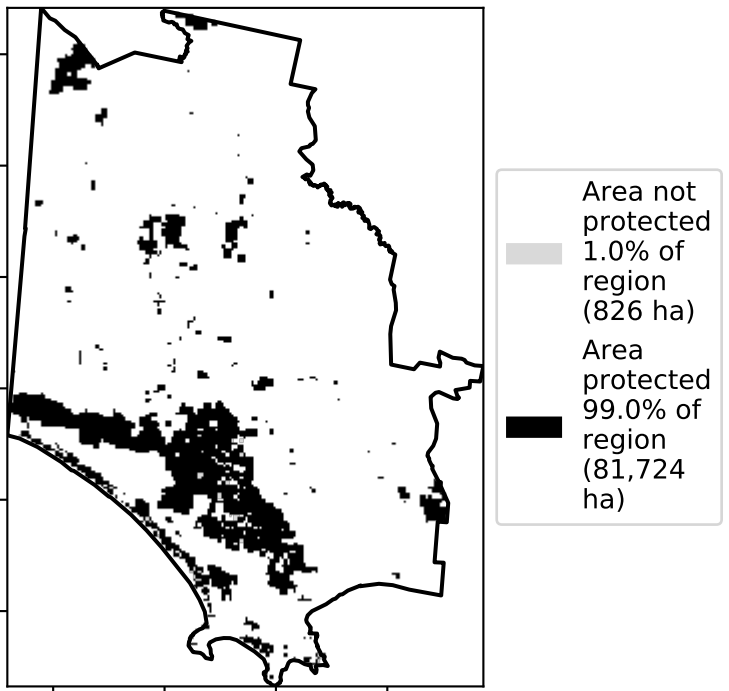 Area not
protected
1.0% of
region
(826 ha)
Area
protected
99.0% of
region
(81,724
ha)